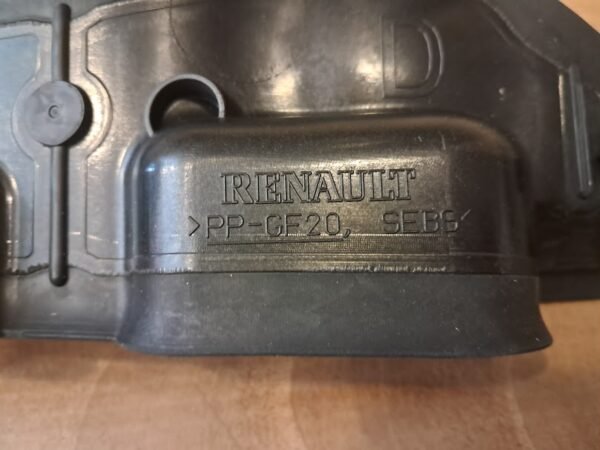 D
RENAULT
>PP-GF20, SEBS<